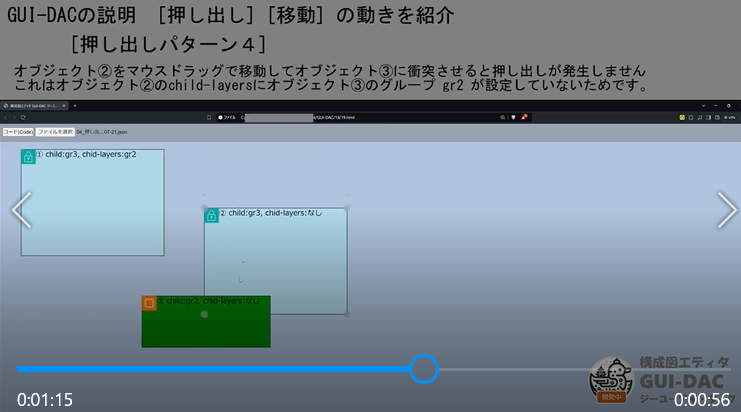 GUI-DACの説明　[押し出し] [移動] の動きを紹介
[押し出しパターン４]
オブジェクト②をマウスドラッグで移動してオブジェクト③に衝突させると押し出しが発生しません
これはオブジェクト②のchild-layersにオブジェクト③のグループ gr2 が設定していないためです。
ファイル
/GUI-DAC/19/19.html
コード(Code) ファイルを選択 04_押し出...07-21.json
① child:gr3, chid-layers:gr2
② child:gr3, chid-layers:なし
③ child:gr2, chid-layers:なし
構成図エディタ
GUI-DAC
開発中
0:01:15
0:00:56